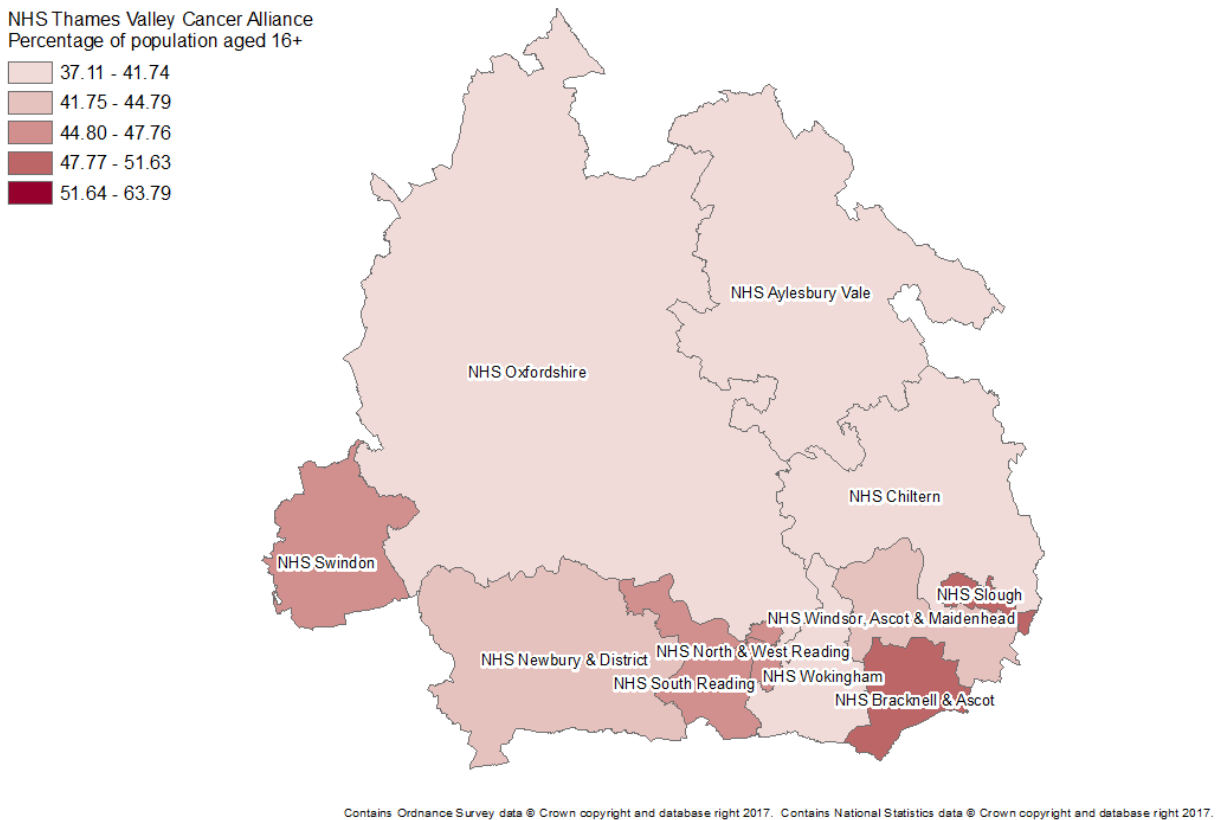 NHS Thames Valley Cancer Alliance
Percentage of population aged 16+
37.11 - 41.74
41.75 - 44.79
44.80 - 47.76
47.77 - 51.63
51.64 - 63.79
NHS Aylesbury Vale
NHS Oxfordshire
NHS Chiltern
NHS Swindon
NHS Slough
NHS Windsor, Ascot & Maidenhead
NHS North & West Reading
NHS Newbury & District
NHS Wokingham
NHS South Reading
NHS Bracknell & Ascot
Contains Ordnance Survey data © Crown copyright and database right 2017. Contains National Statistics data © Crown copyright and database right 2017.